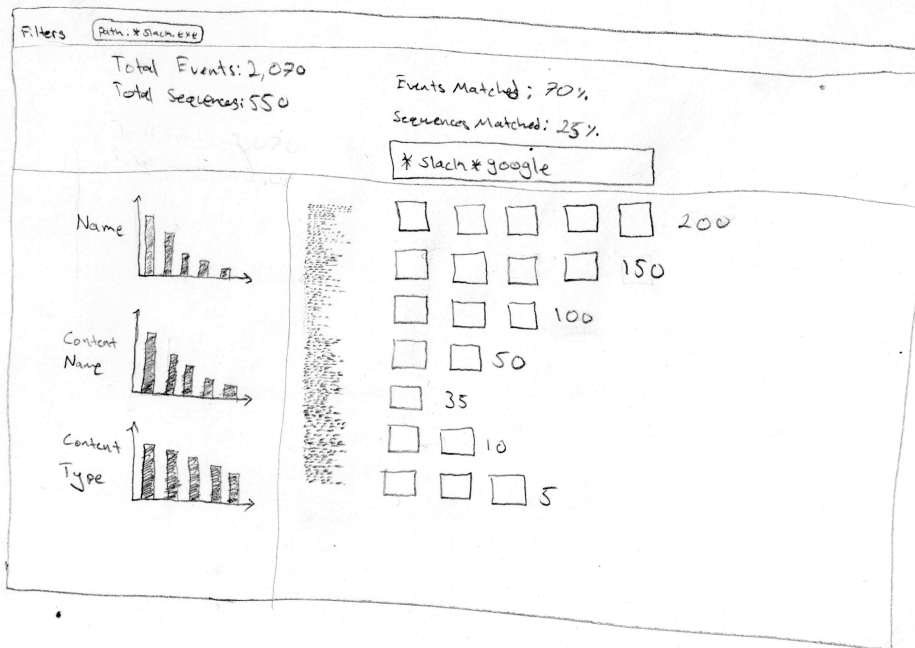 Filters path:*slack.exe
Total Events: 2,070
Total Sequences: 550
Events Matched: 70%
Sequences Matched: 25%
*slack*google
Name
Content
Name
Content
Type
200
150
100
50
35
10
5